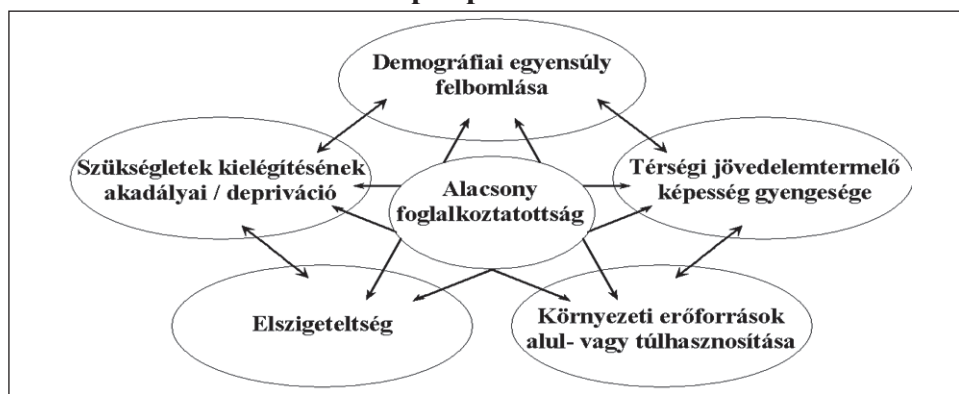 Demográfiai egyensúly
felbomlása
Szükségletek kielégítésének
akadályai / depriváció
Alacsony
foglalkoztatottság
Térségi jövedelemtermelő
képesség gyengesége
Elszigeteltség
Környezeti erőforrások
alul- vagy túlhasznosítása